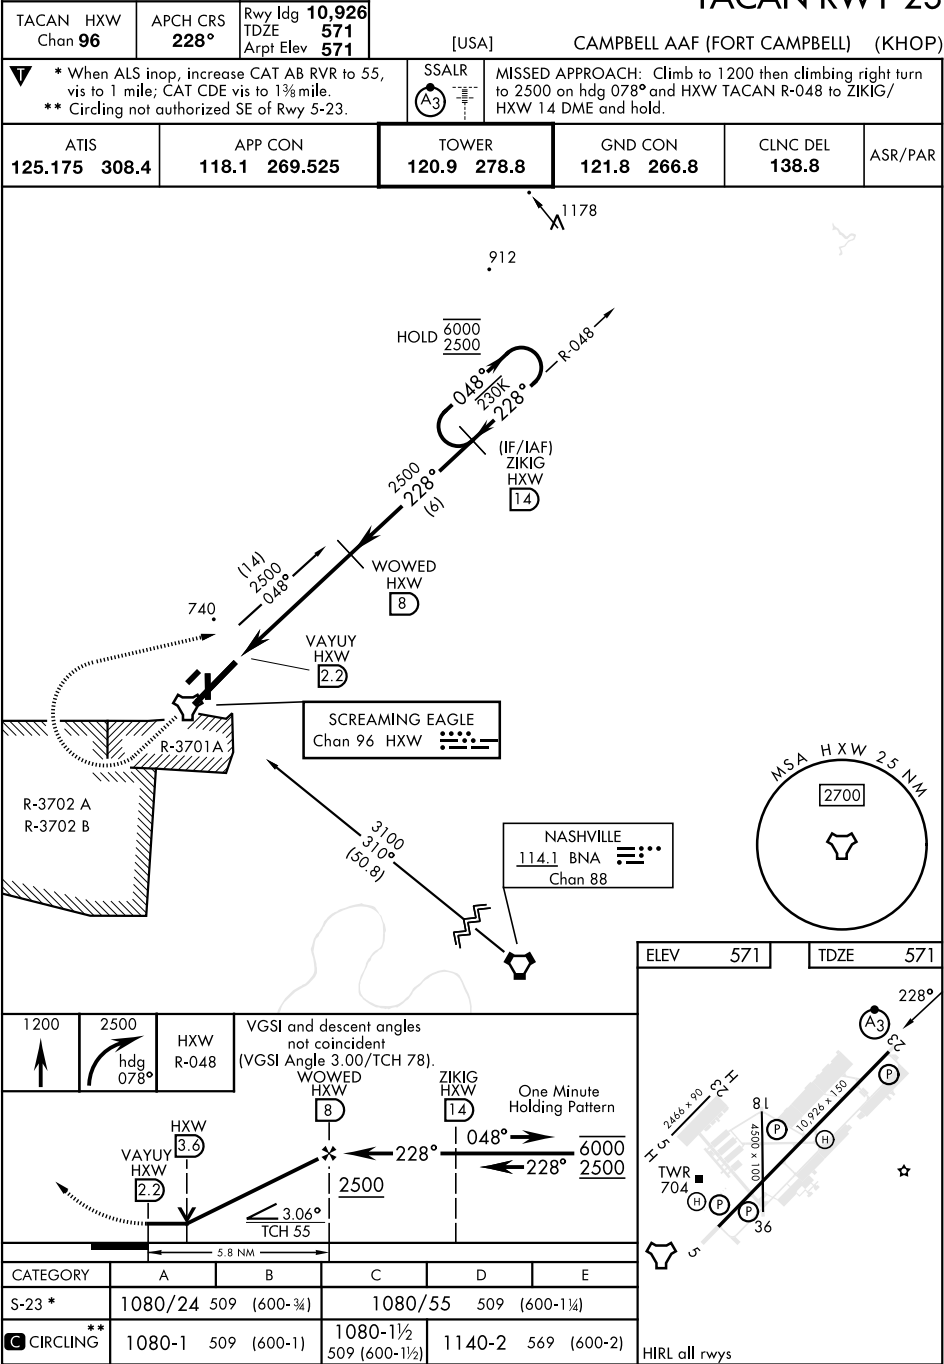 TACAN RWY 23
TACAN HXW
Chan 96
APCH CRS
228°
Rwy ldg 10,926
TDZE 571
Arpt Elev 571
[USA]
CAMPBELL AAF (FORT CAMPBELL) (KHOP)
T
* When ALS inop, increase CAT AB RVR to 55,
vis to 1 mile; CAT CDE vis to 1⅜ mile.
** Circling not authorized SE of Rwy 5-23.
SSALR
A3
MISSED APPROACH: Climb to 1200 then climbing right turn
to 2500 on hdg 078° and HXW TACAN R-048 to ZIKIG/
HXW 14 DME and hold.
ATIS
125.175 308.4
APP CON
118.1 269.525
TOWER
120.9 278.8
GND CON
121.8 266.8
CLNC DEL
138.8
ASR/PAR
1178
912
HOLD 6000
2500
R-048
048°
230K
228°
(IF/IAF)
ZIKIG
HXW
14
2500
228°
(6)
(14)
2500
048°
WOWED
HXW
8
740
VAYUY
HXW
2.2
SCREAMING EAGLE
Chan 96 HXW
R-3701A
R-3702 A
R-3702 B
3100
310°
(50.8)
NASHVILLE
114.1 BNA
Chan 88
MSA HXW 25 NM
2700
ELEV 571
TDZE 571
228°
A3
23
P
H
23
2466 x 90
5
H
18
4500 x 100
36
10,926 x 150
P
H
TWR
704
H
P
P
5
HIRL all rwys
1200
2500
hdg
078°
HXW
R-048
VGSI and descent angles
not coincident
(VGSI Angle 3.00/TCH 78).
WOWED
HXW
8
ZIKIG
HXW
14
One Minute
Holding Pattern
VAYUY
HXW
2.2
HXW
3.6
228°
048°
228°
6000
2500
2500
3.06°
TCH 55
5.8 NM
CATEGORY A B C D E
S-23 * 1080/24 509 (600-¾) 1080/55 509 (600-1¼)
C CIRCLING ** 1080-1 509 (600-1) 1080-1½ 509 (600-1½) 1140-2 569 (600-2)